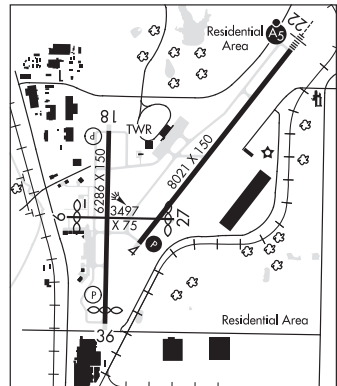 Residential
Area
A5
22
18
P
TWR
6286 X 150
8021 X 150
3497
X 75
27
4
P
P
36
Residential Area